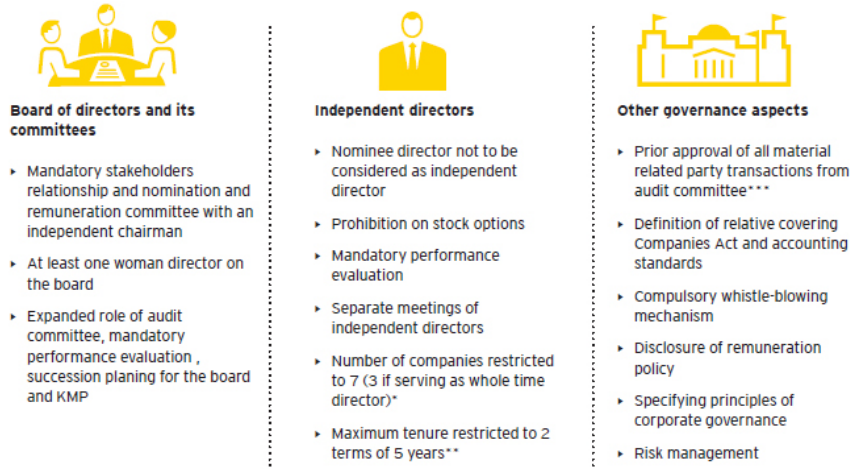 Board of directors and its
committees
‣ Mandatory stakeholders
relationship and nomination and
remuneration committee with an
independent chairman
‣ At least one woman director on
the board
‣ Expanded role of audit
committee, mandatory
performance evaluation ,
succession planing for the board
and KMP
Independent directors
‣ Nominee director not to be
considered as independent
director
‣ Prohibition on stock options
‣ Mandatory performance
evaluation
‣ Separate meetings of
independent directors
‣ Number of companies restricted
to 7 (3 if serving as whole time
director)*
‣ Maximum tenure restricted to 2
terms of 5 years**
Other governance aspects
‣ Prior approval of all material
related party transactions from
audit committee***
‣ Definition of relative covering
Companies Act and accounting
standards
‣ Compulsory whistle-blowing
mechanism
‣ Disclosure of remuneration
policy
‣ Specifying principles of
corporate governance
‣ Risk management